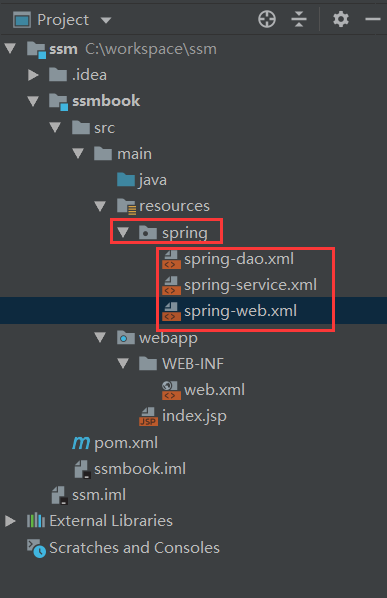 Project
ssm C:\workspace\ssm
.idea
ssmbook
src
main
java
resources
spring
spring-dao.xml
spring-service.xml
spring-web.xml
webapp
WEB-INF
web.xml
JSP index.jsp
m pom.xml
ssmbook.iml
ssm.iml
External Libraries
Scratches and Consoles